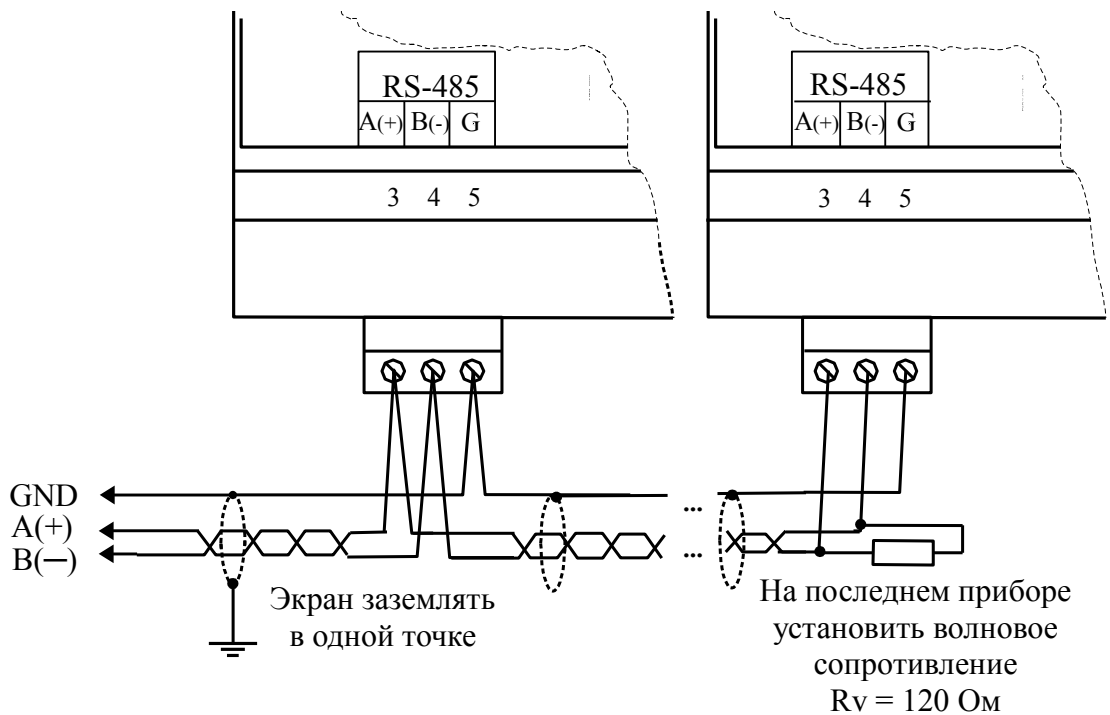 RS-485
A(+) B(-) G
3 4 5
RS-485
A(+) B(-) G
3 4 5
GND
A(+)
B(−)
...
...
Экран заземлять
в одной точке
На последнем приборе
установить волновое
сопротивление
Rv = 120 Ом